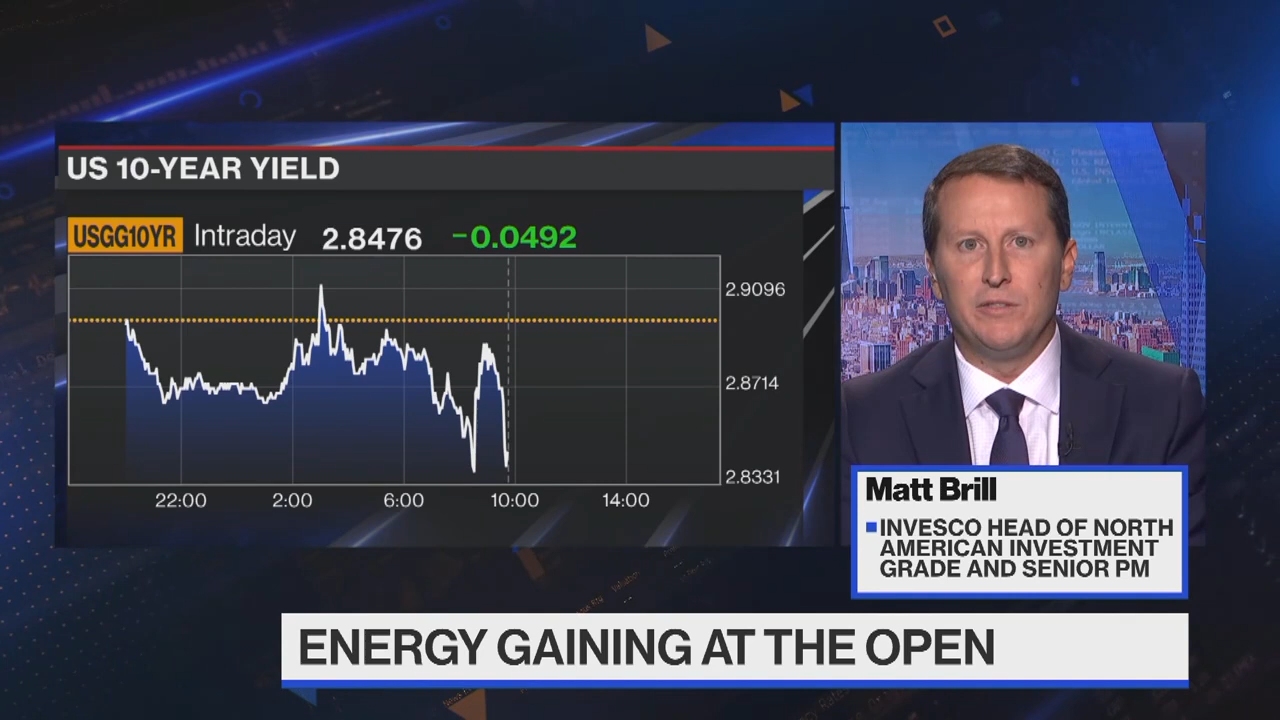 US 10-YEAR YIELD
USGG10YR Intraday 2.8476 -0.0492
2.9096
2.8714
2.8331
22:00 2:00 6:00 10:00 14:00
Matt Brill
INVESCO HEAD OF NORTH
AMERICAN INVESTMENT
GRADE AND SENIOR PM
ENERGY GAINING AT THE OPEN